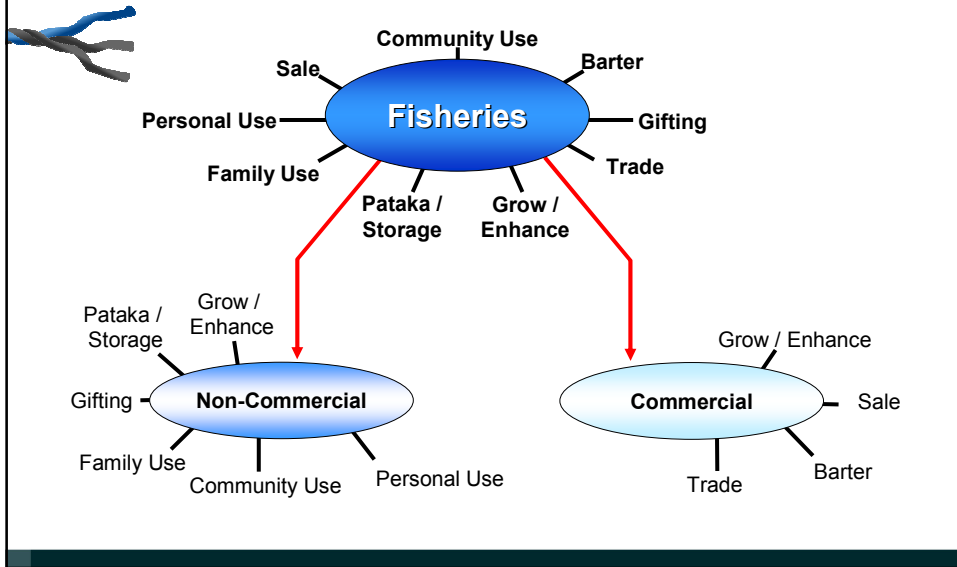 Community Use
Sale
Barter
Fisheries
Personal Use
Gifting
Family Use
Trade
Pataka /
Storage
Grow /
Enhance
Pataka /
Storage
Grow /
Enhance
Gifting
Non-Commercial
Family Use
Community Use
Personal Use
Grow / Enhance
Commercial
Sale
Barter
Trade